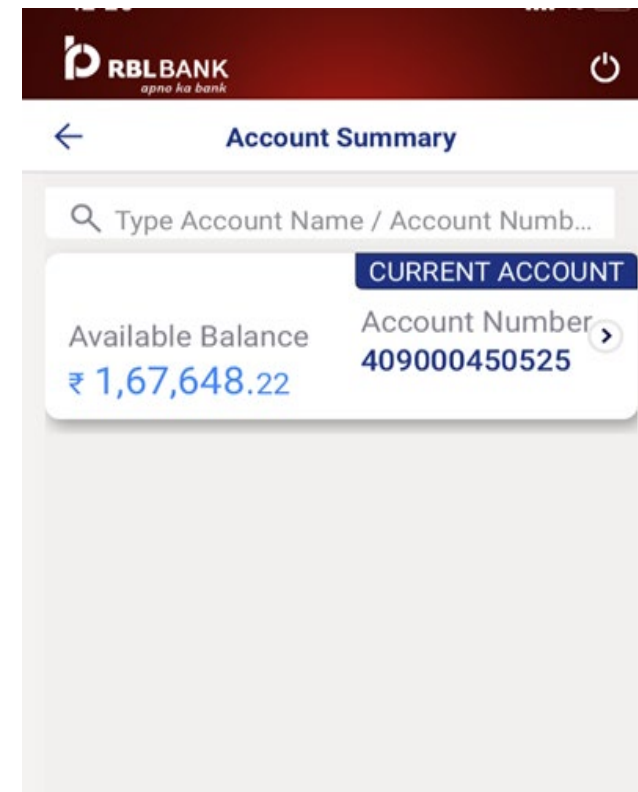 RBLBANK
apno ka bank
Account Summary
Type Account Name / Account Numb...
CURRENT ACCOUNT
Available Balance
₹ 1,67,648.22
Account Number
409000450525